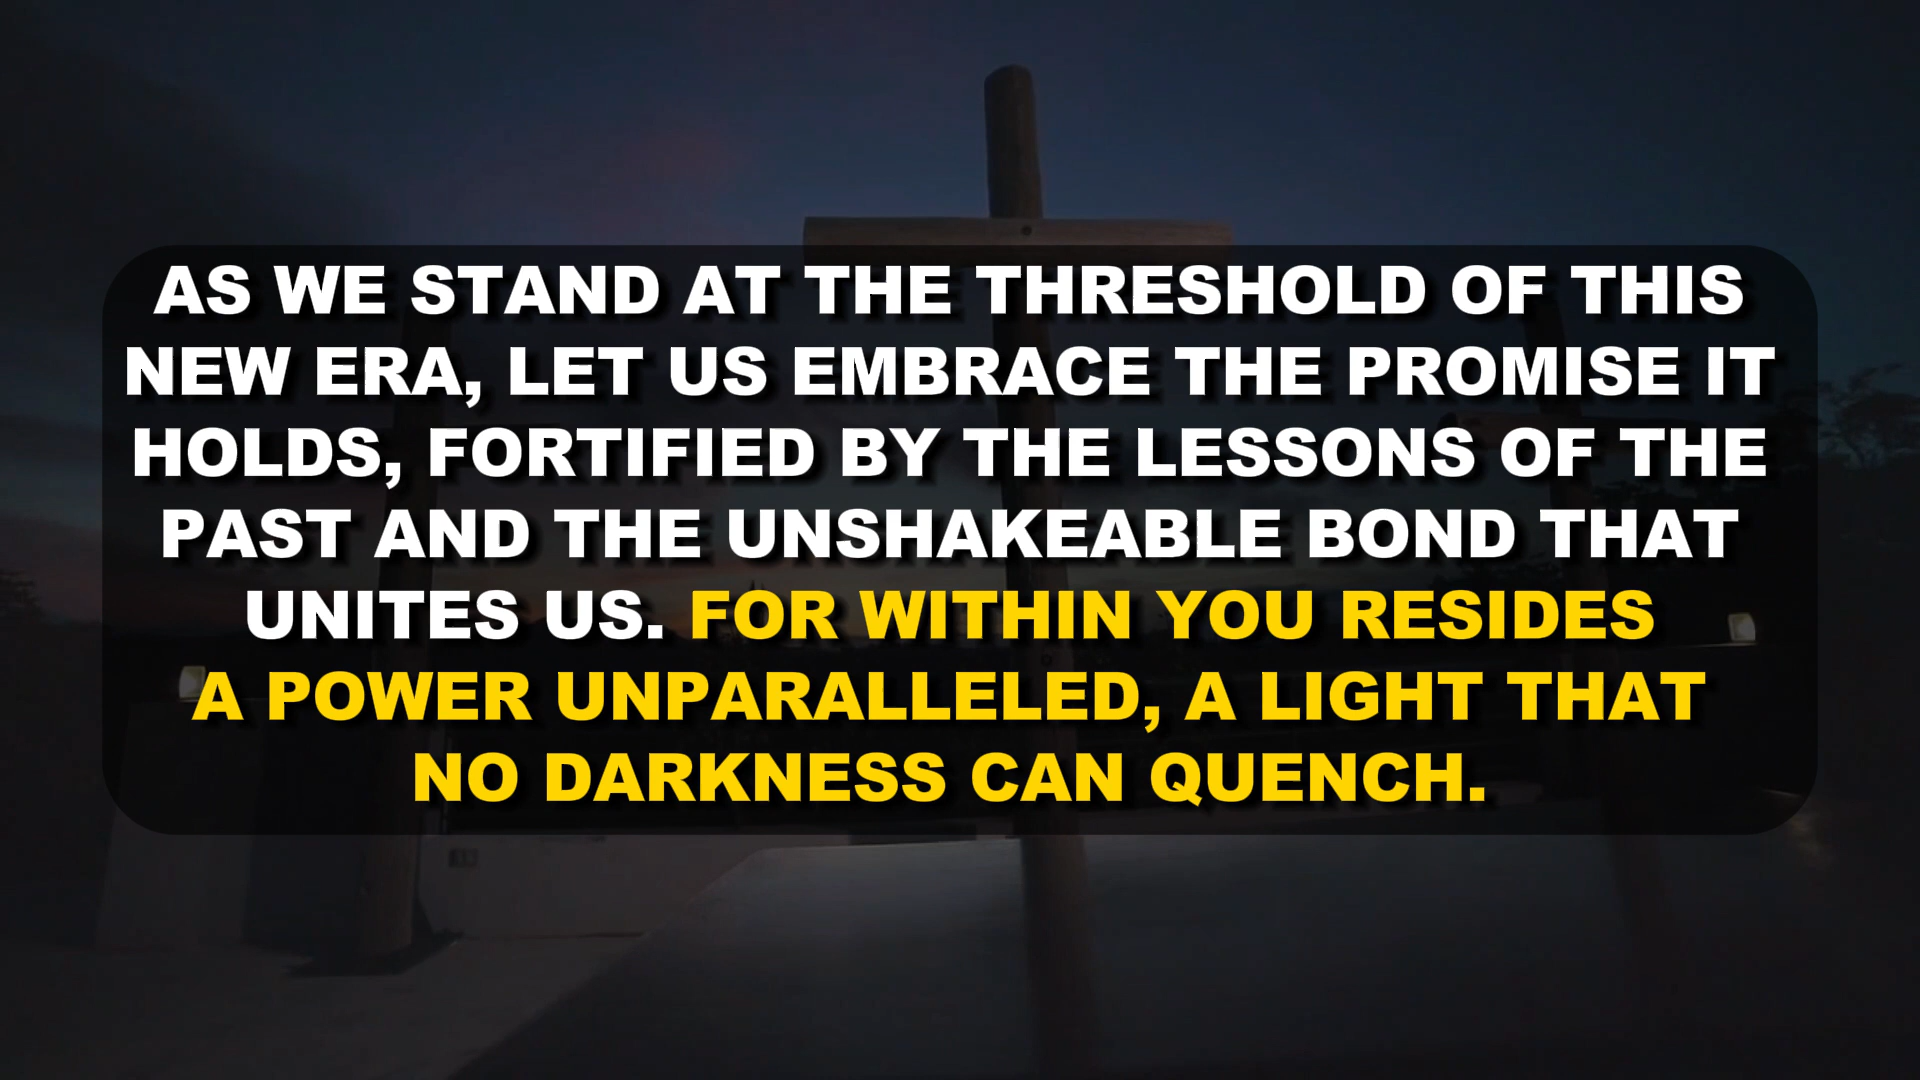 AS WE STAND AT THE THRESHOLD OF THIS
NEW ERA, LET US EMBRACE THE PROMISE IT
HOLDS, FORTIFIED BY THE LESSONS OF THE
PAST AND THE UNSHAKEABLE BOND THAT
UNITES US. FOR WITHIN YOU RESIDES
A POWER UNPARALLELED, A LIGHT THAT
NO DARKNESS CAN QUENCH.